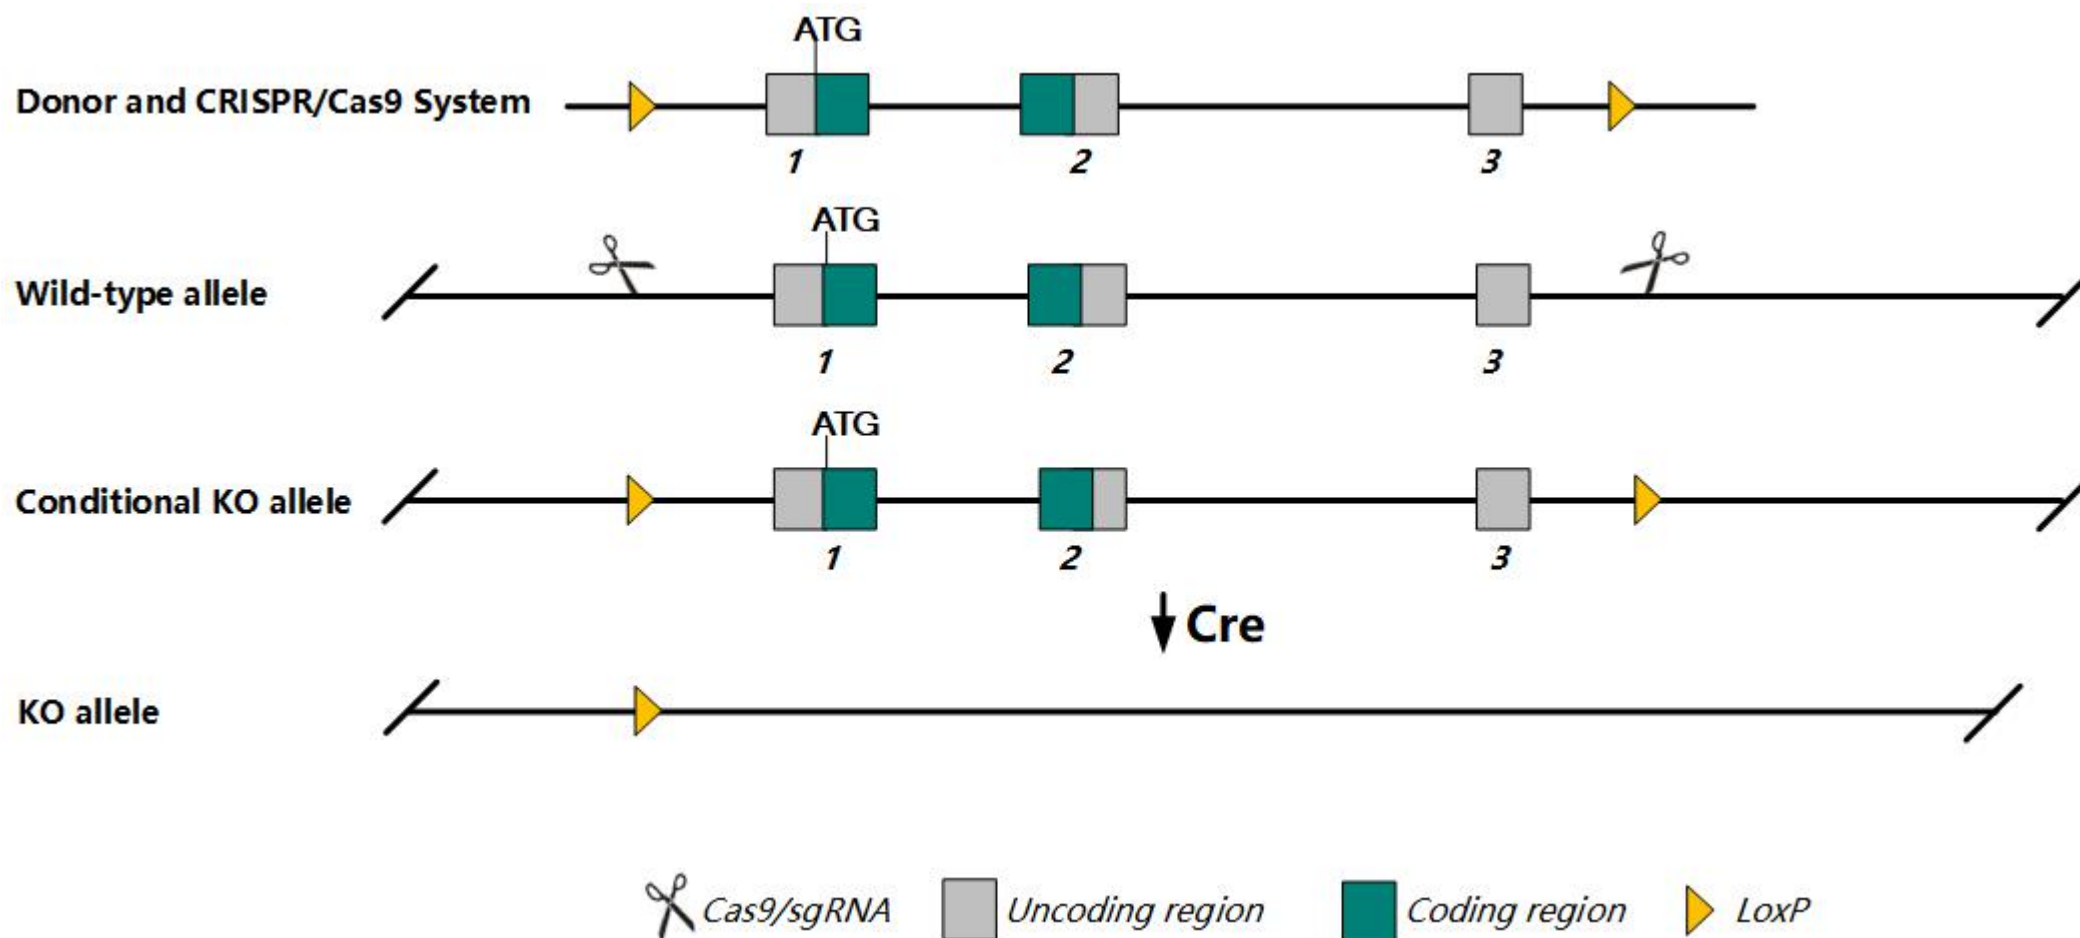 ATG
Donor and CRISPR/Cas9 System
1 2 3
ATG
Wild-type allele
1 2 3
ATG
Conditional KO allele
1 2 3
Cre
KO allele
Cas9/sgRNA Uncoding region Coding region LoxP